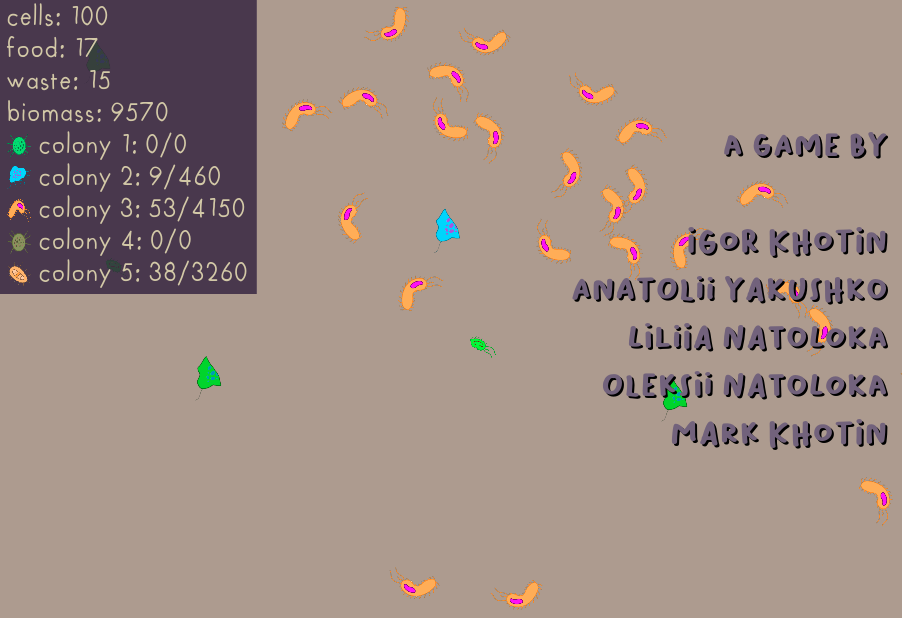 cells: 100
food: 17
waste: 15
biomass: 9570
colony 1: 0/0
colony 2: 9/460
colony 3: 53/4150
colony 4: 0/0
colony 5: 38/3260
A GAME BY
iGOR KHOTiN
ANATOLii YAKUSHKO
LiLiiA NATOLOKA
OLEKSii NATOLOKA
MARK KHOTiN